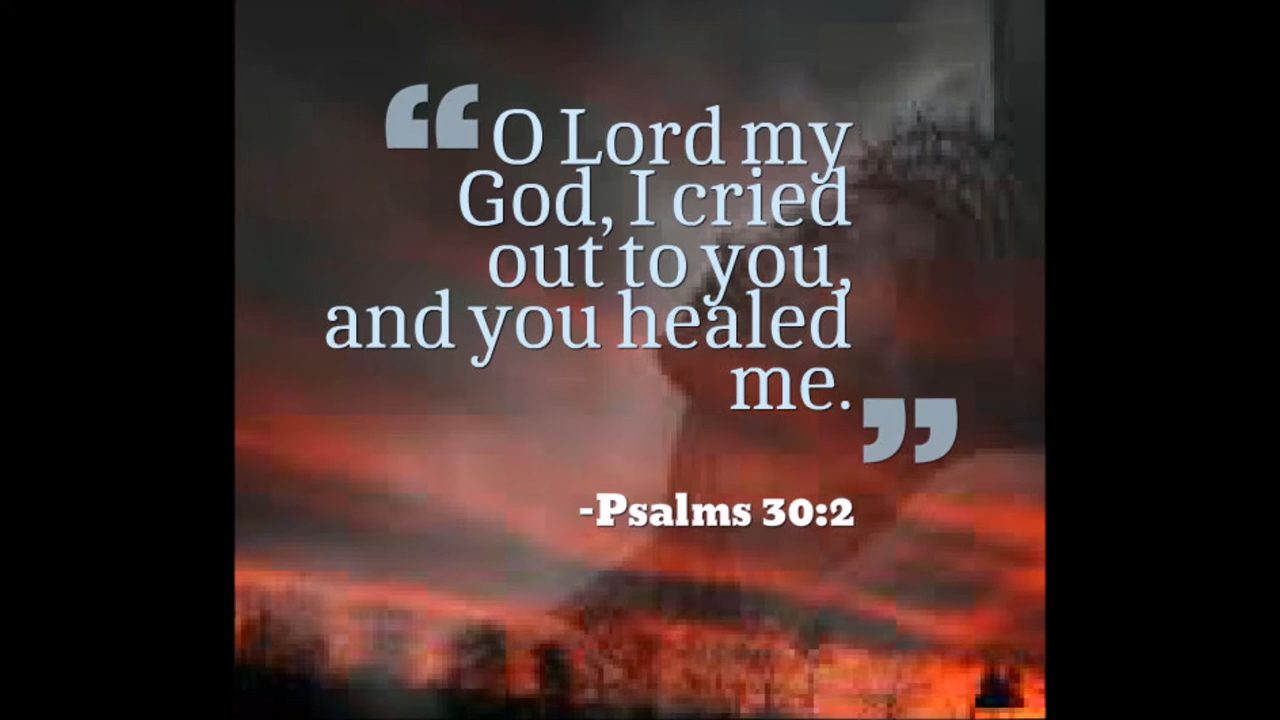 “O Lord my
God, I cried
out to you,
and you healed
me.”
-Psalms 30:2